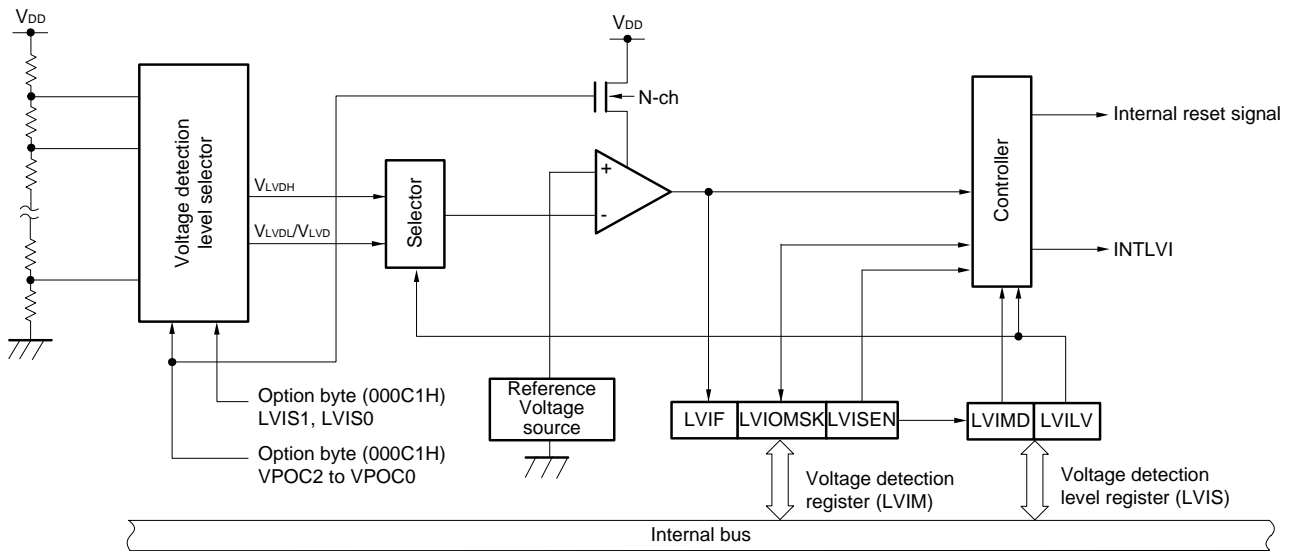 VDD
VDD
N-ch
Voltage detection
level selector
VLVDH
VLVDL/VLVD
Selector
+
-
Controller
Internal reset signal
INTLVI
Option byte (000C1H)
LVIS1, LVIS0
Option byte (000C1H)
VPOC2 to VPOC0
Reference
Voltage
source
LVIF
LVIOMSK
LVISEN
LVIMD
LVILV
Voltage detection
register (LVIM)
Voltage detection
level register (LVIS)
Internal bus